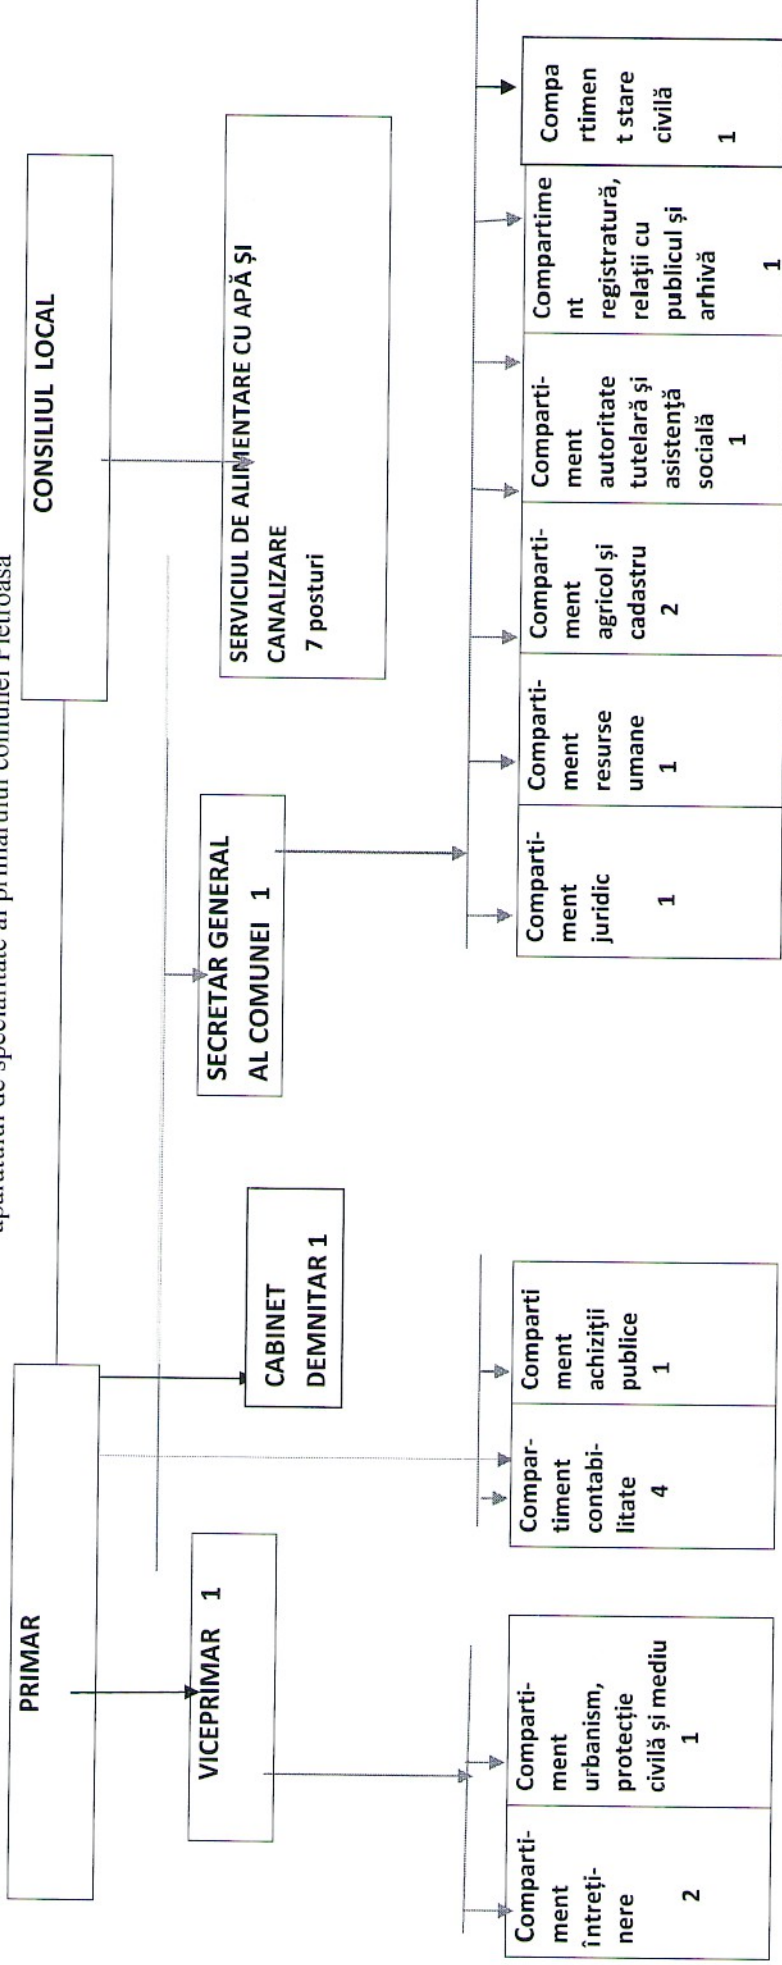 aparatului de specialitate al primarului comunei Pietroasa
PRIMAR
CONSILIUL LOCAL
VICEPRIMAR 1
CABINET
DEMNITAR 1
SECRETAR GENERAL
AL COMUNEI 1
SERVICIUL DE ALIMENTARE CU APĂ ȘI
CANALIZARE
7 posturi
Comparti-
ment
întreți-
nere
2
Comparti-
ment
urbanism,
protecție
civilă și mediu
1
Compar-
timent
contabi-
litate
4
Comparti
ment
achiziții
publice
1
Comparti-
ment
juridic
1
Comparti-
ment
resurse
umane
1
Comparti-
ment
agricol și
cadastru
2
Comparti-
ment
autoritate
tutelară și
asistență
socială
1
Compartime
nt
registratură,
relații cu
publicul și
arhivă
1
Compa
rtimen
t stare
civilă
1